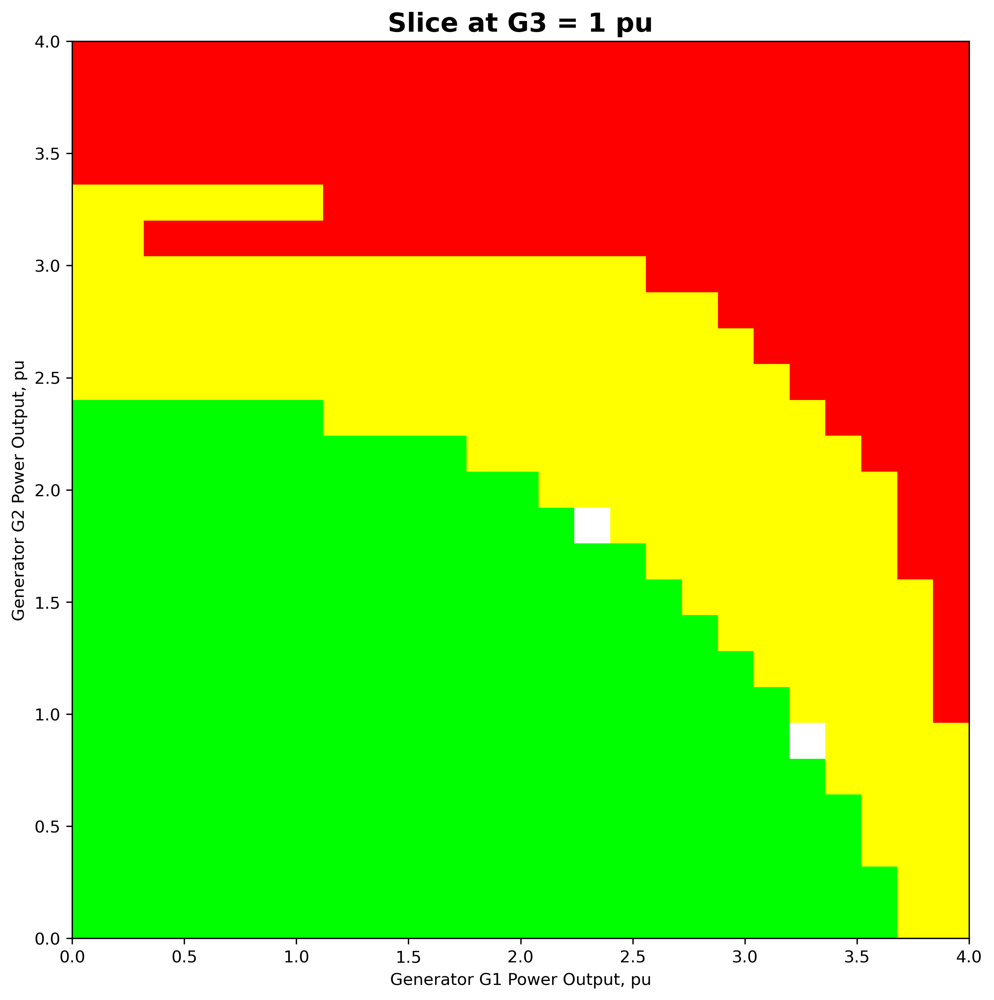 Slice at G3 = 1 pu
4.0
3.5
3.0
2.5
2.0
1.5
1.0
0.5
0.0
Generator G2 Power Output, pu
0.0 0.5 1.0 1.5 2.0 2.5 3.0 3.5 4.0
Generator G1 Power Output, pu